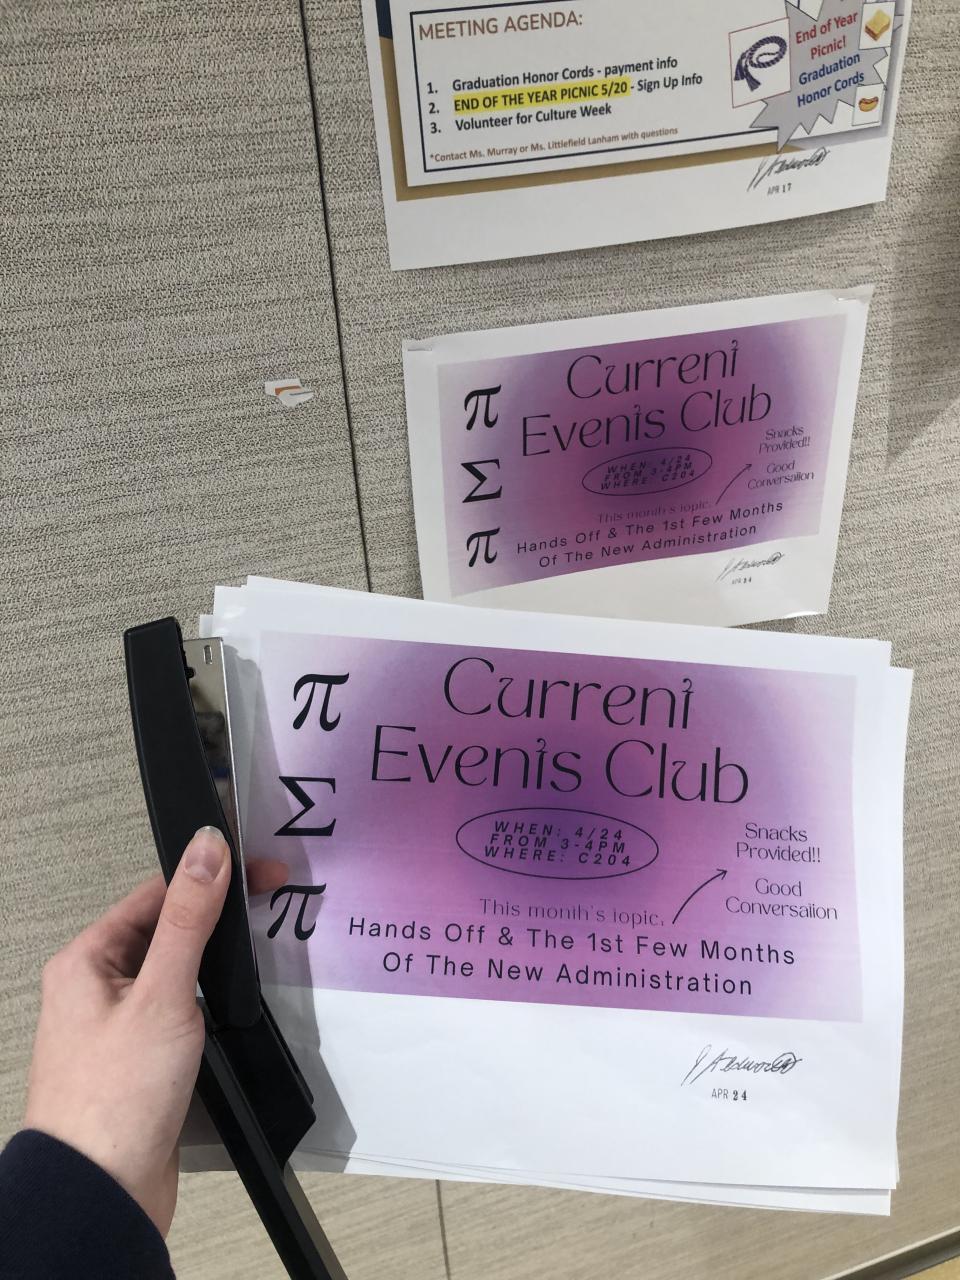 MEETING AGENDA:
1. Graduation Honor Cords - payment info
2. END OF THE YEAR PICNIC 5/20 - Sign Up Info
3. Volunteer for Culture Week
*Contact Ms. Murray or Ms. Littlefield Lanham with questions
End of Year
Picnic!
Graduation
Honor Cords
APR 17
π
Σ
π
Current
Events Club
WHEN: 4/24
FROM 3-4PM
WHERE: C204
Snacks
Provided!!
Good
Conversation
This month's topic:
Hands Off & The 1st Few Months
Of The New Administration
APR 24
π
Σ
π
Current
Events Club
WHEN: 4/24
FROM 3-4PM
WHERE: C204
Snacks
Provided!!
Good
Conversation
This month's topic:
Hands Off & The 1st Few Months
Of The New Administration
APR 24